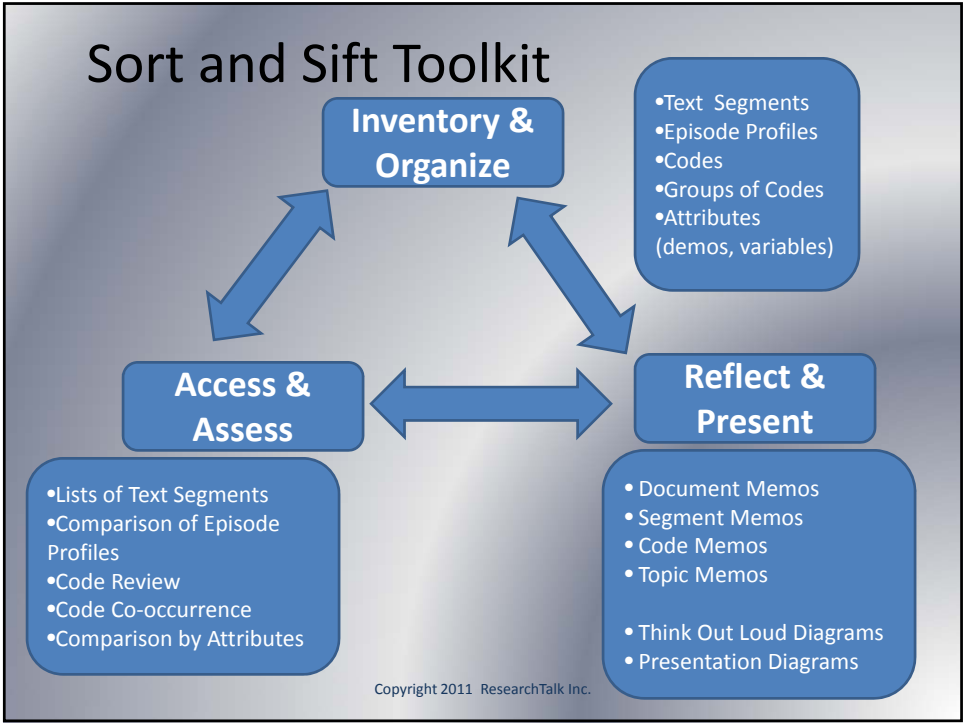 Sort and Sift Toolkit
Inventory &
Organize
•Text Segments
•Episode Profiles
•Codes
•Groups of Codes
•Attributes
(demos, variables)
Access &
Assess
•Lists of Text Segments
•Comparison of Episode
Profiles
•Code Review
•Code Co-occurrence
•Comparison by Attributes
Reflect &
Present
• Document Memos
• Segment Memos
• Code Memos
• Topic Memos
• Think Out Loud Diagrams
• Presentation Diagrams
Copyright 2011 ResearchTalk Inc.